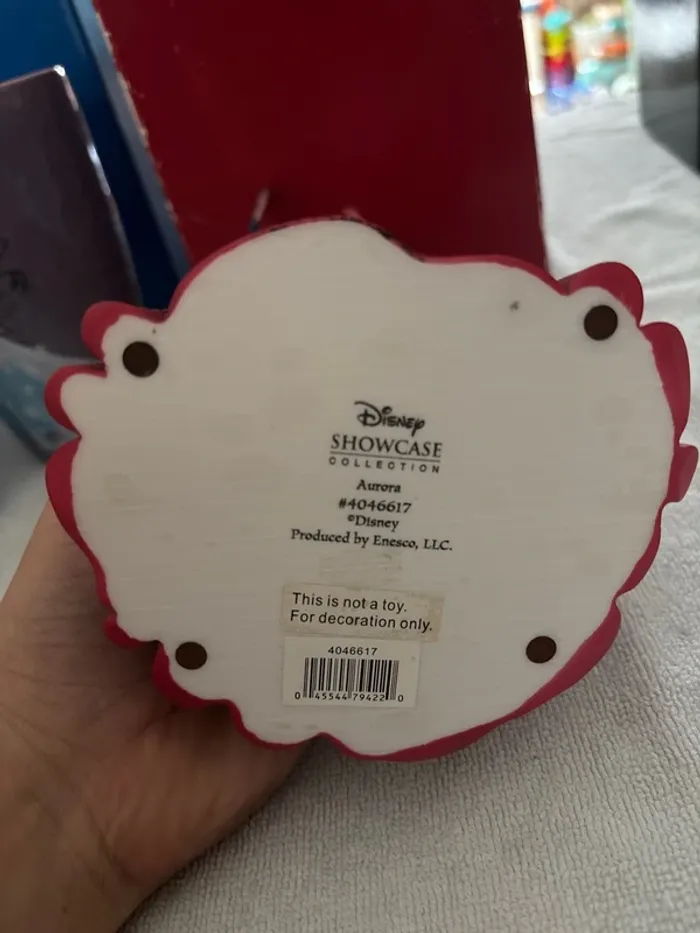 Disney
SHOWCASE
COLLECTION
Aurora
#4046617
©Disney
Produced by Enesco, LLC.
This is not a toy.
For decoration only.
4046617
0 45544 79422 0